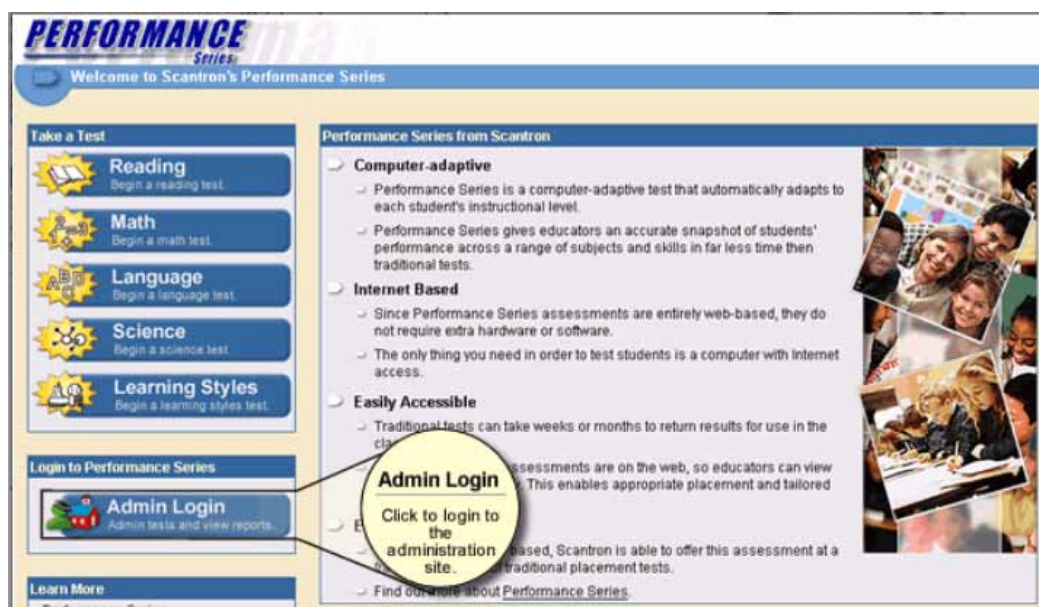 PERFORMANCE
Series
Welcome to Scantron's Performance Series
Take a Test
Reading
Begin a reading test.
Math
Begin a math test.
Language
Begin a language test.
Science
Begin a science test.
Learning Styles
Begin a learning styles test.
Login to Performance Series
Admin Login
Admin tests and view reports.
Learn More
Performance Series from Scantron
Computer-adaptive
Performance Series is a computer-adaptive test that automatically adapts to
each student's instructional level.
Performance Series gives educators an accurate snapshot of students'
performance across a range of subjects and skills in far less time then
traditional tests.
Internet Based
Since Performance Series assessments are entirely web-based, they do
not require extra hardware or software.
The only thing you need in order to test students is a computer with Internet
access.
Easily Accessible
Traditional tests can take weeks or months to return results for use in the
ssessments are on the web, so educators can view
This enables appropriate placement and tailored
based, Scantron is able to offer this assessment at a
traditional placement tests.
Find out more about Performance Series.
Admin Login
Click to login to
the
administration
site.